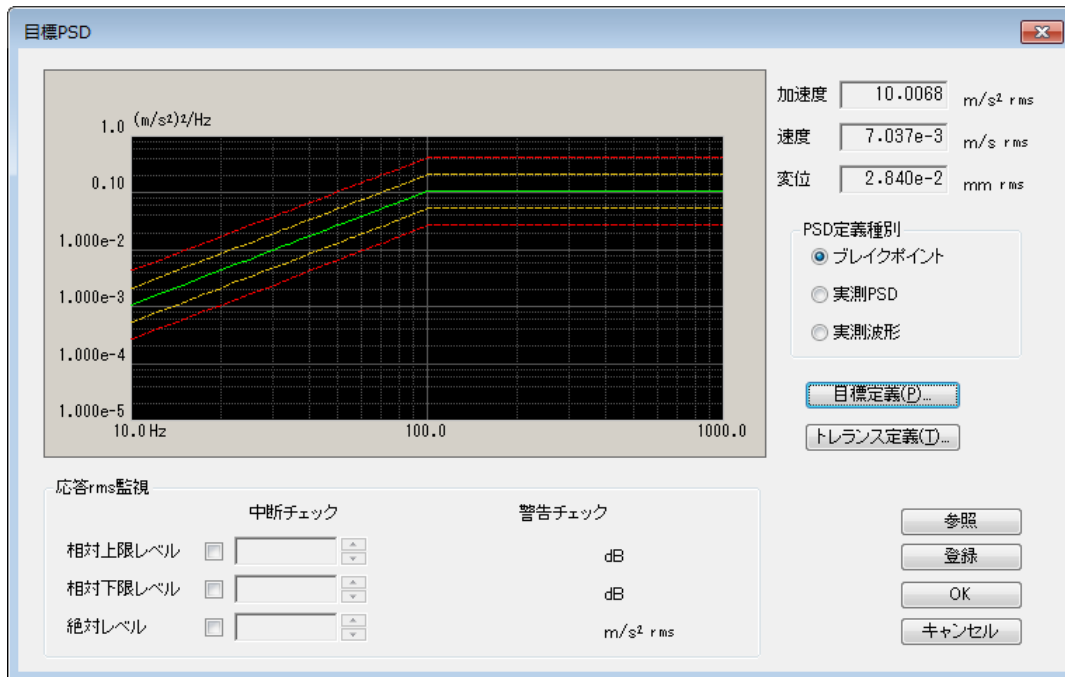 目標PSD
(m/s²)²/Hz
1.0
0.10
1.000e-2
1.000e-3
1.000e-4
1.000e-5
10.0Hz 100.0 1000.0
加速度 10.0068 m/s² rms
速度 7.037e-3 m/s rms
変位 2.840e-2 mm rms
PSD定義種別
ブレイクポイント
実測PSD
実測波形
目標定義(P)...
トレランス定義(T)...
応答rms監視
中断チェック 警告チェック
相対上限レベル dB
相対下限レベル dB
絶対レベル m/s² rms
参照
登録
OK
キャンセル